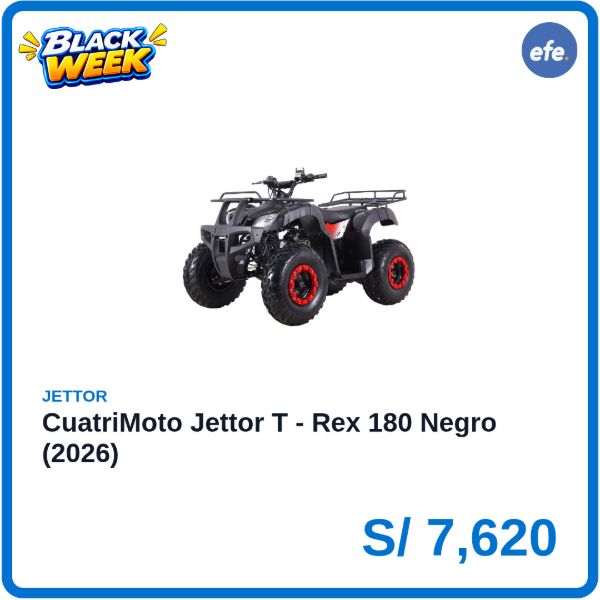 BLACK
WEEK
efe.
JETTOR
CuatriMoto Jettor T - Rex 180 Negro
(2026)
S/ 7,620